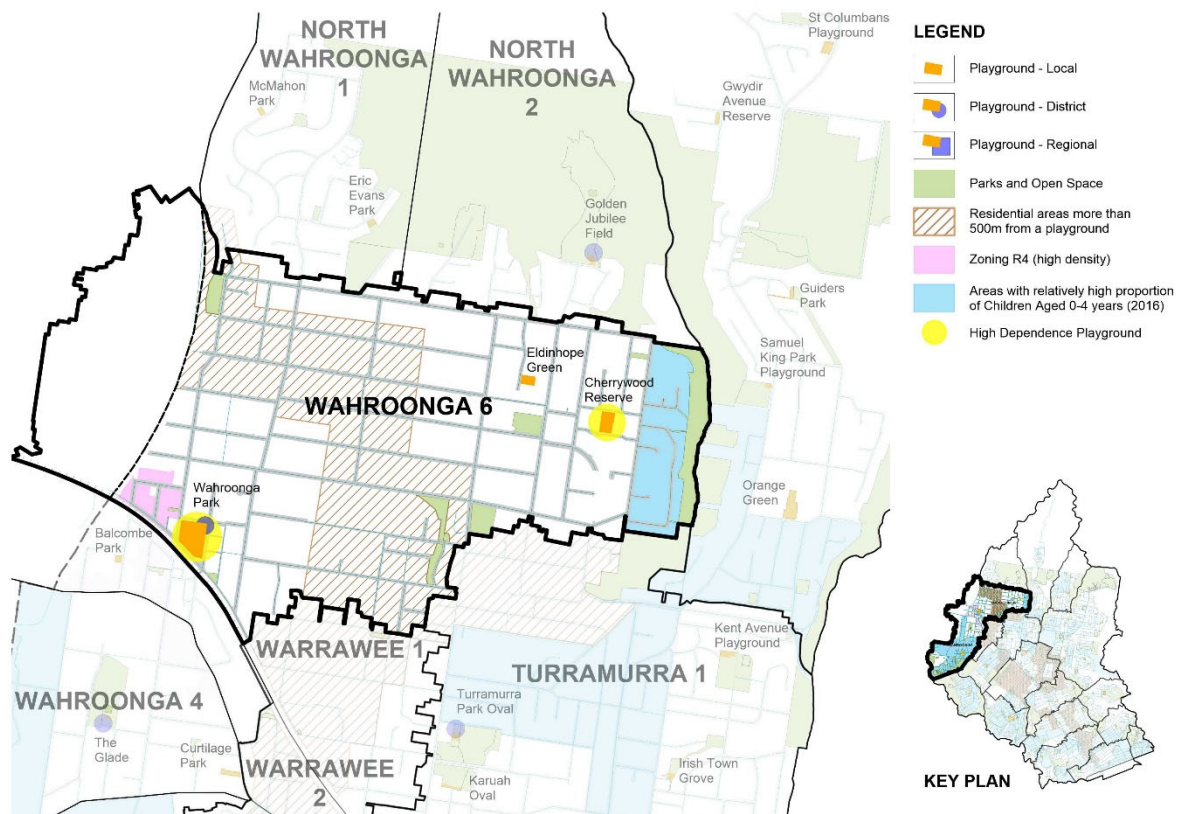 NORTH
WAHROONGA
1
McMahon
Park
Eric
Evans
Park
NORTH
WAHROONGA
2
Golden
Jubilee
Field
St Columbans
Playground
Gwydir
Avenue
Reserve
Guiders
Park
Samuel
King Park
Playground
Eldinhope
Green
Cherrywood
Reserve
WAHROONGA 6
Wahroonga
Park
Balcombe
Park
Orange
Green
WARRAWEE 1
Kent Avenue
Playground
TURRAMURRA 1
WAHROONGA 4
Turramurra
Park Oval
The
Glade
Curtilage
Park
WARRAWEE
2
Karuah
Oval
Irish Town
Grove
LEGEND
Playground - Local
Playground - District
Playground - Regional
Parks and Open Space
Residential areas more than
500m from a playground
Zoning R4 (high density)
Areas with relatively high proportion
of Children Aged 0-4 years (2016)
High Dependence Playground
KEY PLAN